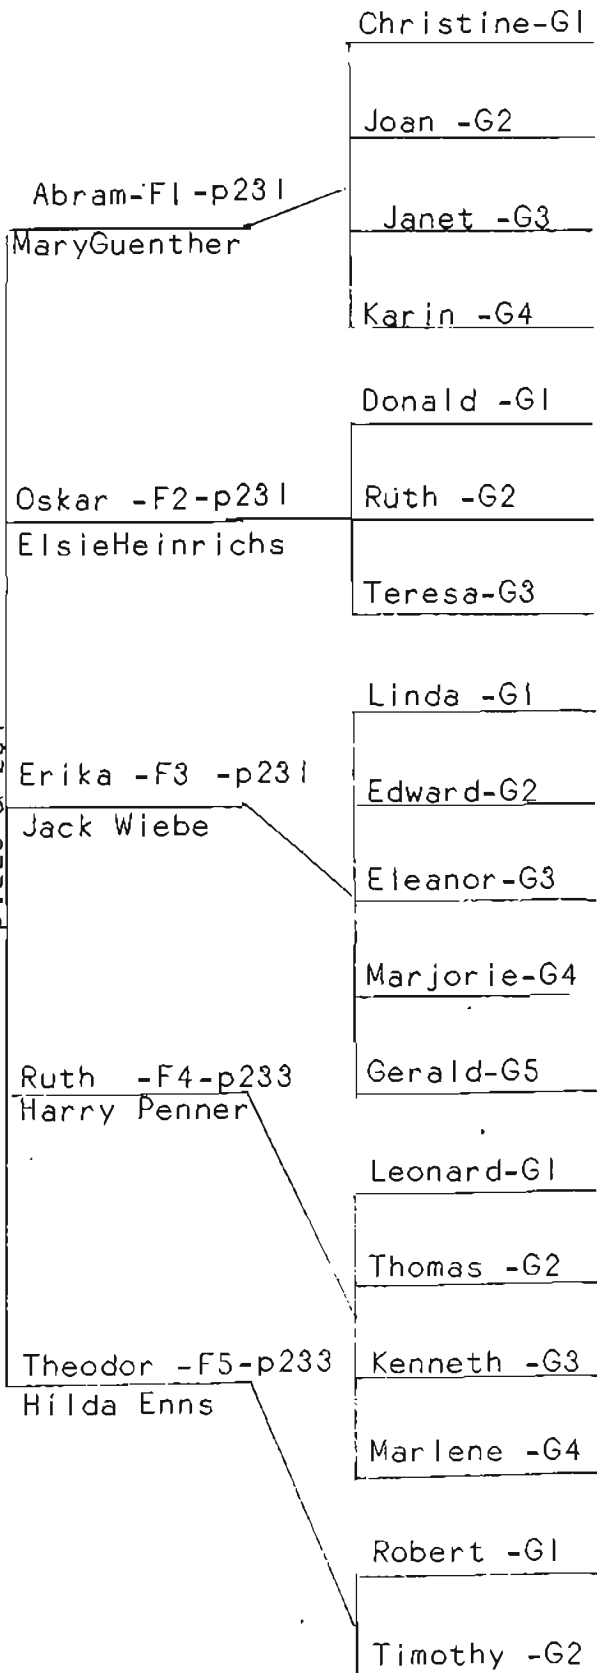 Christine-G1
Joan -G2
Abram-F1-p231
MaryGuenther
Janet -G3
Karin -G4
Donald -G1
Oskar -F2-p231
ElsieHeinrichs
Ruth -G2
Teresa-G3
Linda -G1
Erika -F3 -p231
Jack Wiebe
Edward-G2
Eleanor-G3
Marjorie-G4
Ruth -F4-p233
Harry Penner
Gerald-G5
Leonard-G1
Thomas -G2
Theodor -F5-p233
Hilda Enns
Kenneth -G3
Marlene -G4
Robert -G1
Timothy -G2